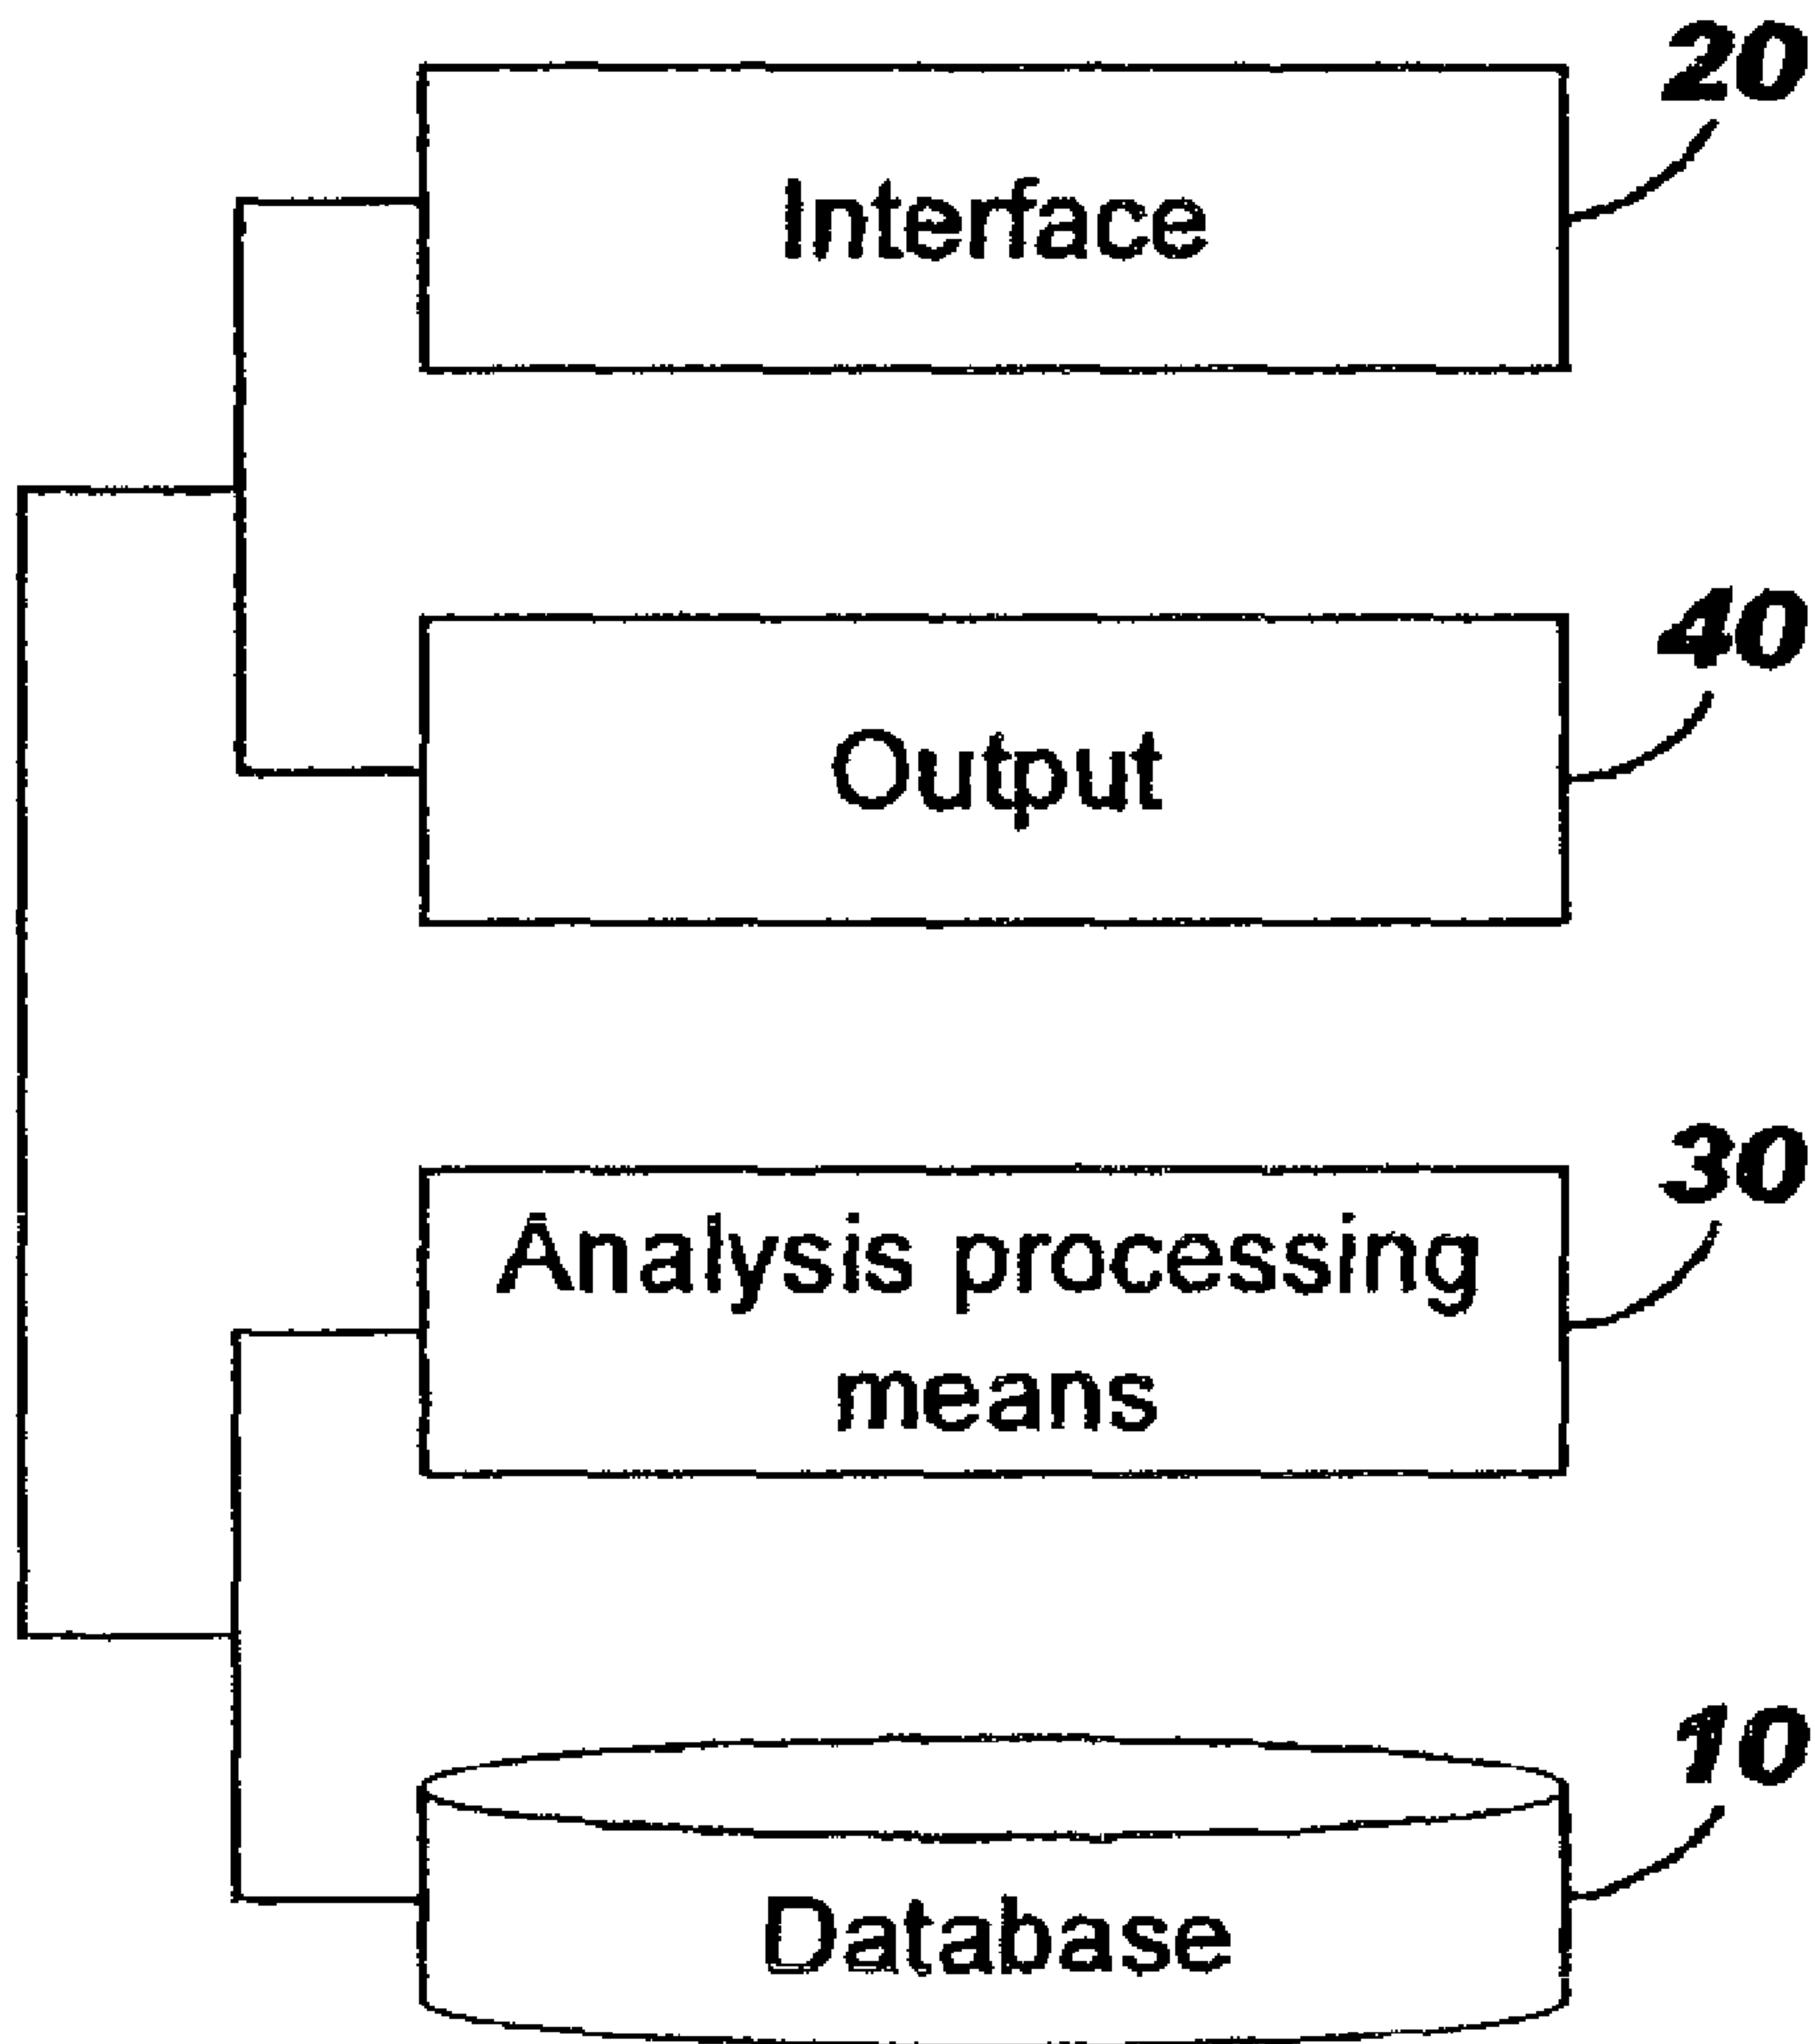 20
Interface
40
Output
30
Analysis processing
means
10
Database